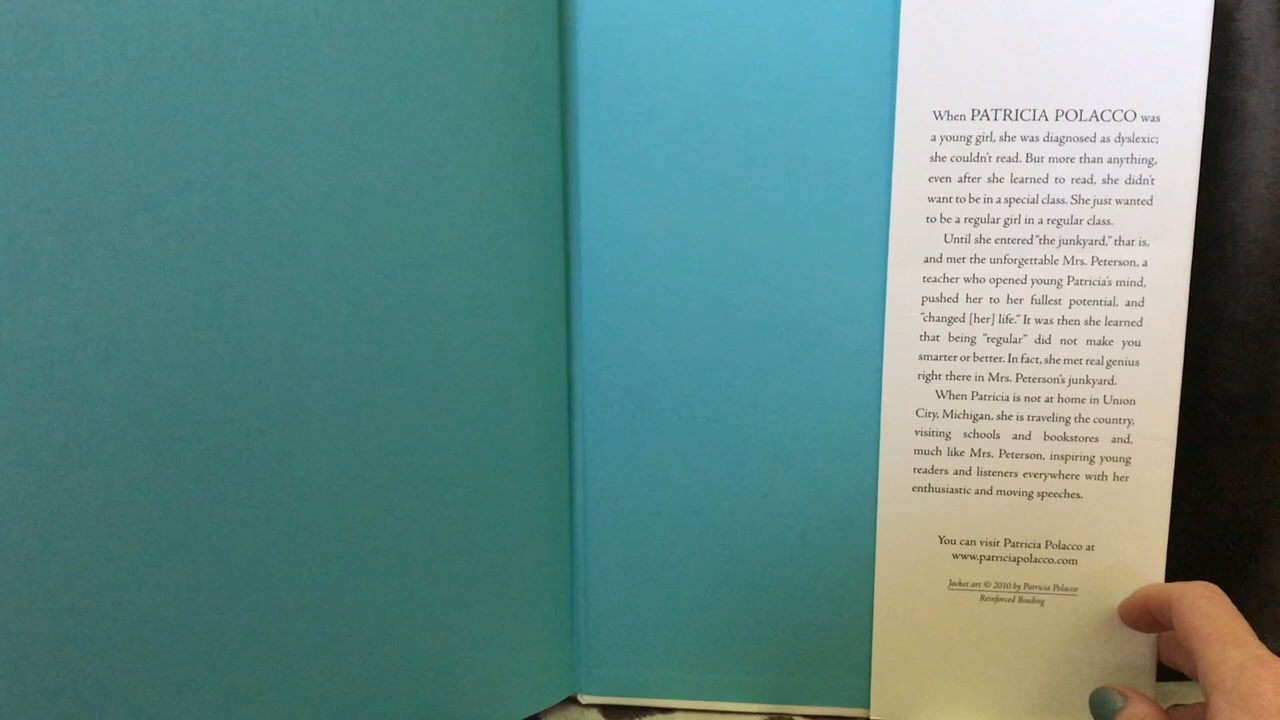 When PATRICIA POLACCO was
a young girl, she was diagnosed as dyslexic;
she couldn't read. But more than anything,
even after she learned to read, she didn't
want to be in a special class. She just wanted
to be a regular girl in a regular class.
Until she entered "the junkyard," that is,
and met the unforgettable Mrs. Peterson, a
teacher who opened young Patricia's mind,
pushed her to her fullest potential, and
"changed [her] life." It was then she learned
that being "regular" did not make you
smarter or better. In fact, she met real genius
right there in Mrs. Peterson's junkyard.
When Patricia is not at home in Union
City, Michigan, she is traveling the country,
visiting schools and bookstores and,
much like Mrs. Peterson, inspiring young
readers and listeners everywhere with her
enthusiastic and moving speeches.
You can visit Patricia Polacco at
www.patriciapolacco.com
Jacket art © 2010 by Patricia Polacco
Reinforced Binding